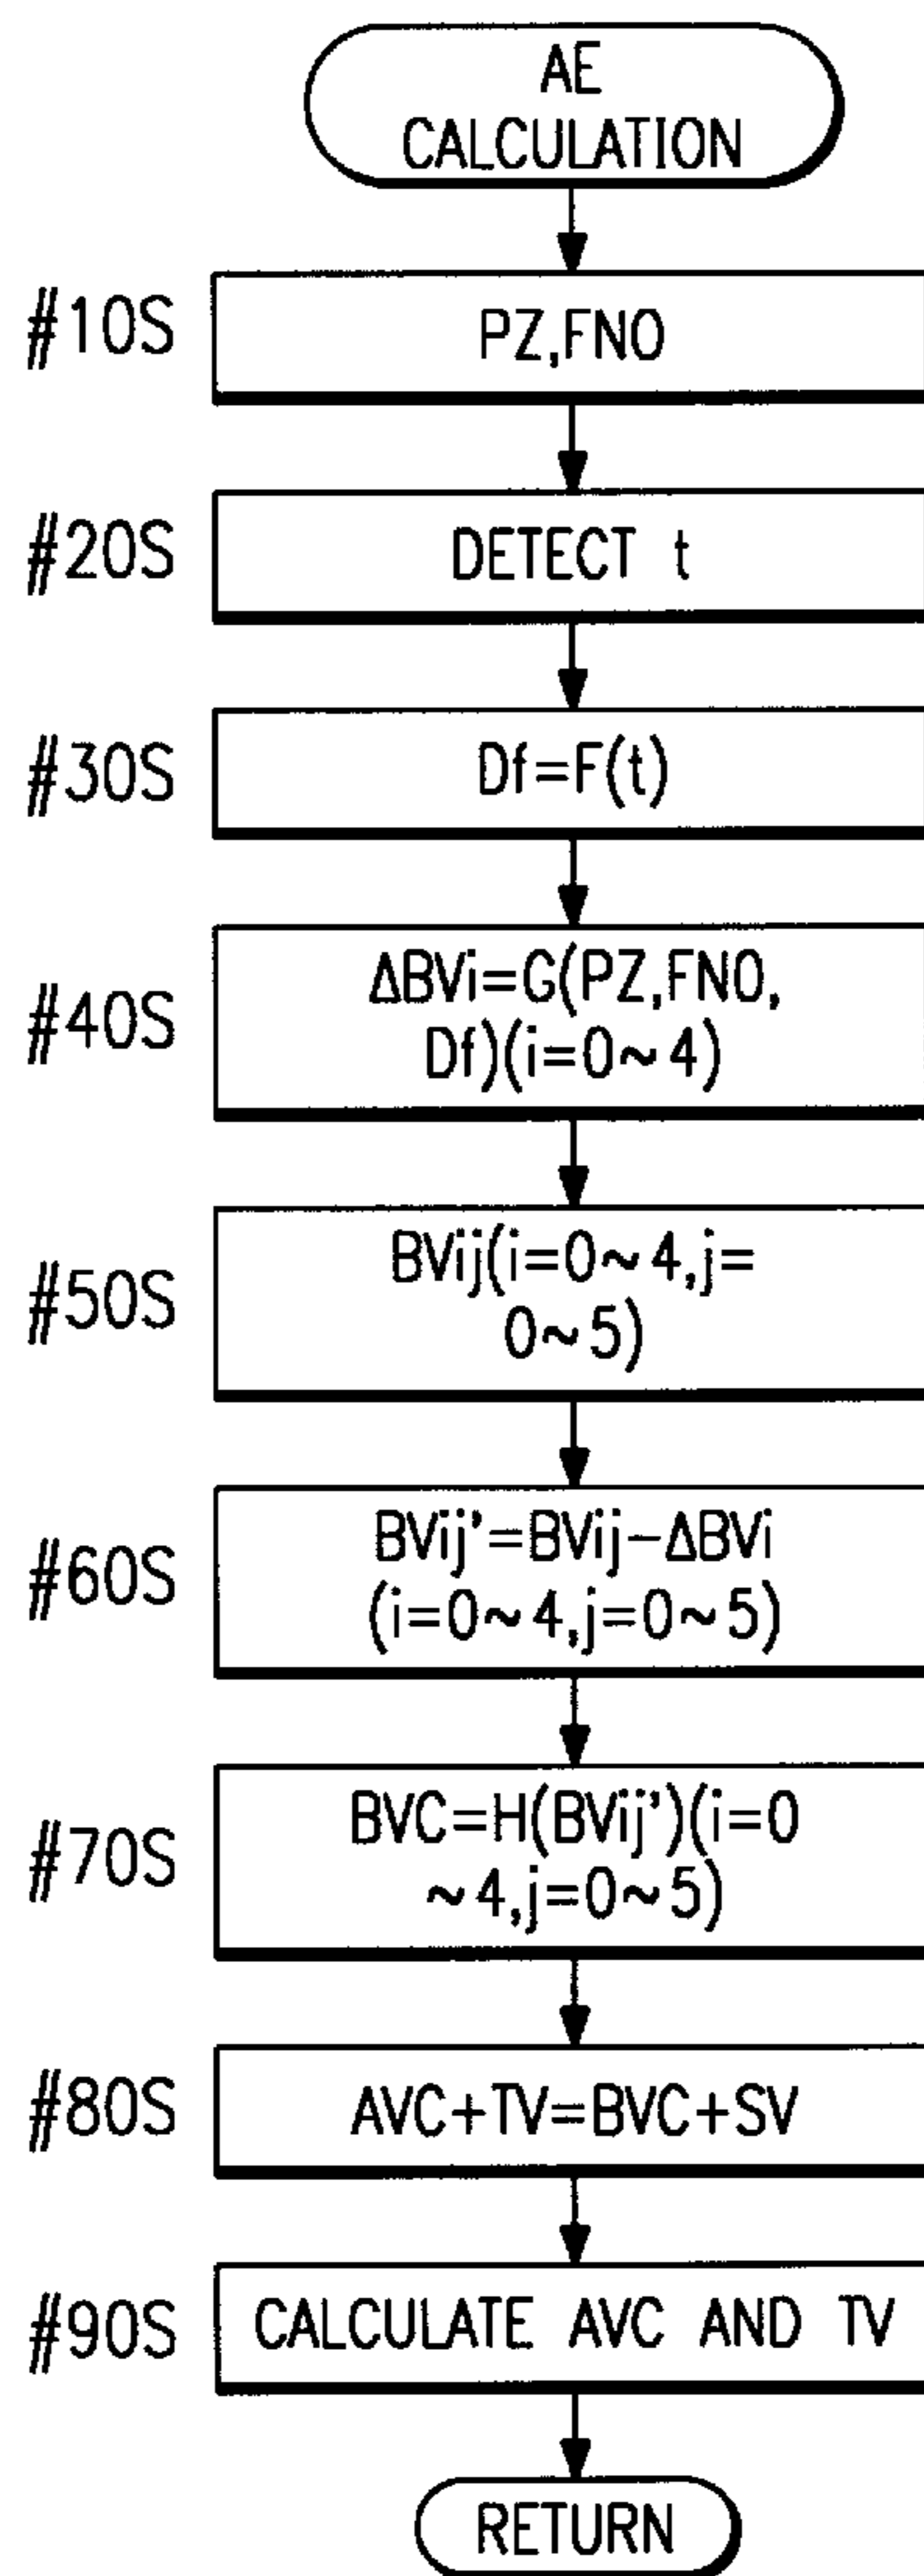 AE
CALCULATION
#10S
PZ,FNO
#20S
DETECT t
#30S
Df=F(t)
#40S
ΔBVi=G(PZ,FNO,
Df)(i=0~4)
#50S
BVij(i=0~4,j=
0~5)
#60S
BVij'=BVij-ΔBVi
(i=0~4,j=0~5)
#70S
BVC=H(BVij')(i=0
~4,j=0~5)
#80S
AVC+TV=BVC+SV
#90S
CALCULATE AVC AND TV
RETURN